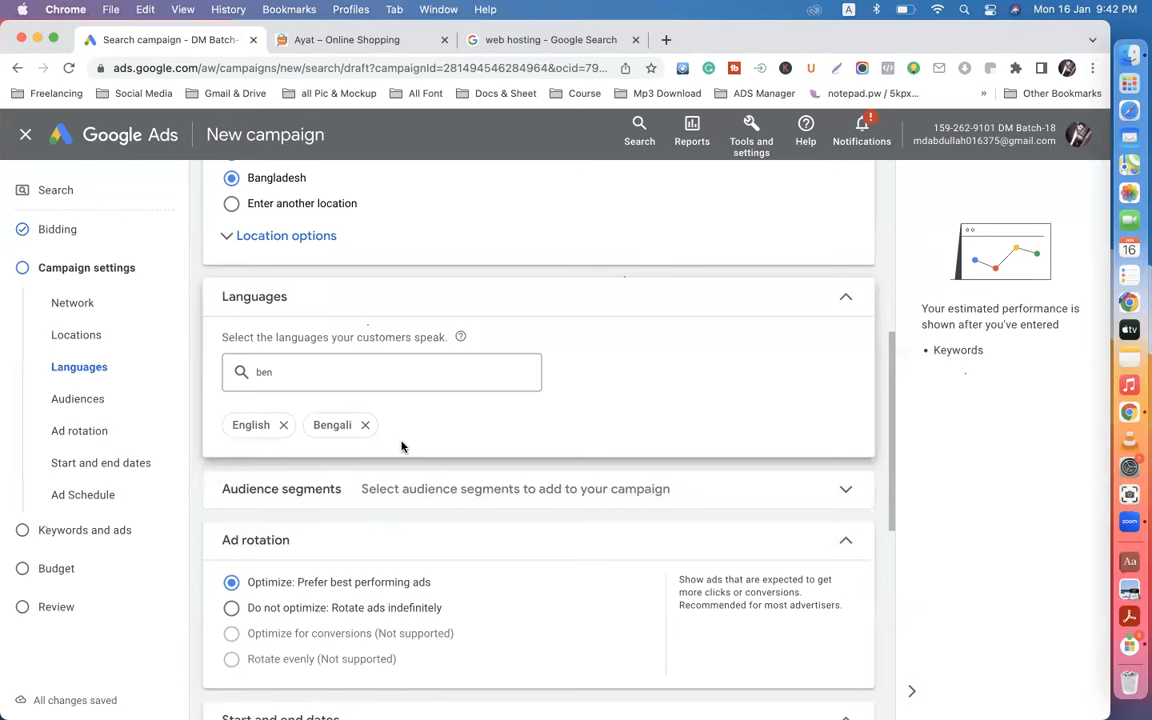 Chrome File Edit View History Bookmarks Profiles Tab Window Help A Mon 16 Jan 9:42 PM
Search campaign - DM Batch- Ayat – Online Shopping web hosting - Google Search
ads.google.com/aw/campaigns/new/search/draft?campaignId=281494546284964&ocid=79...
Freelancing Social Media Gmail & Drive all Pic & Mockup All Font Docs & Sheet Course Mp3 Download ADS Manager notepad.pw / 5kpx... » Other Bookmarks
Google Ads New campaign
Search Reports Tools and settings Help Notifications
159-262-9101 DM Batch-18
mdabdullah016375@gmail.com
Search
Bidding
Campaign settings
Network
Locations
Languages
Audiences
Ad rotation
Start and end dates
Ad Schedule
Keywords and ads
Budget
Review
All changes saved
Bangladesh
Enter another location
Location options
Languages
Select the languages your customers speak.
ben
English Bengali
Audience segments Select audience segments to add to your campaign
Ad rotation
Optimize: Prefer best performing ads
Do not optimize: Rotate ads indefinitely
Optimize for conversions (Not supported)
Rotate evenly (Not supported)
Show ads that are expected to get
more clicks or conversions.
Recommended for most advertisers.
Start and end dates
Your estimated performance is
shown after you've entered
• Keywords
16
tv
Aa
zoom